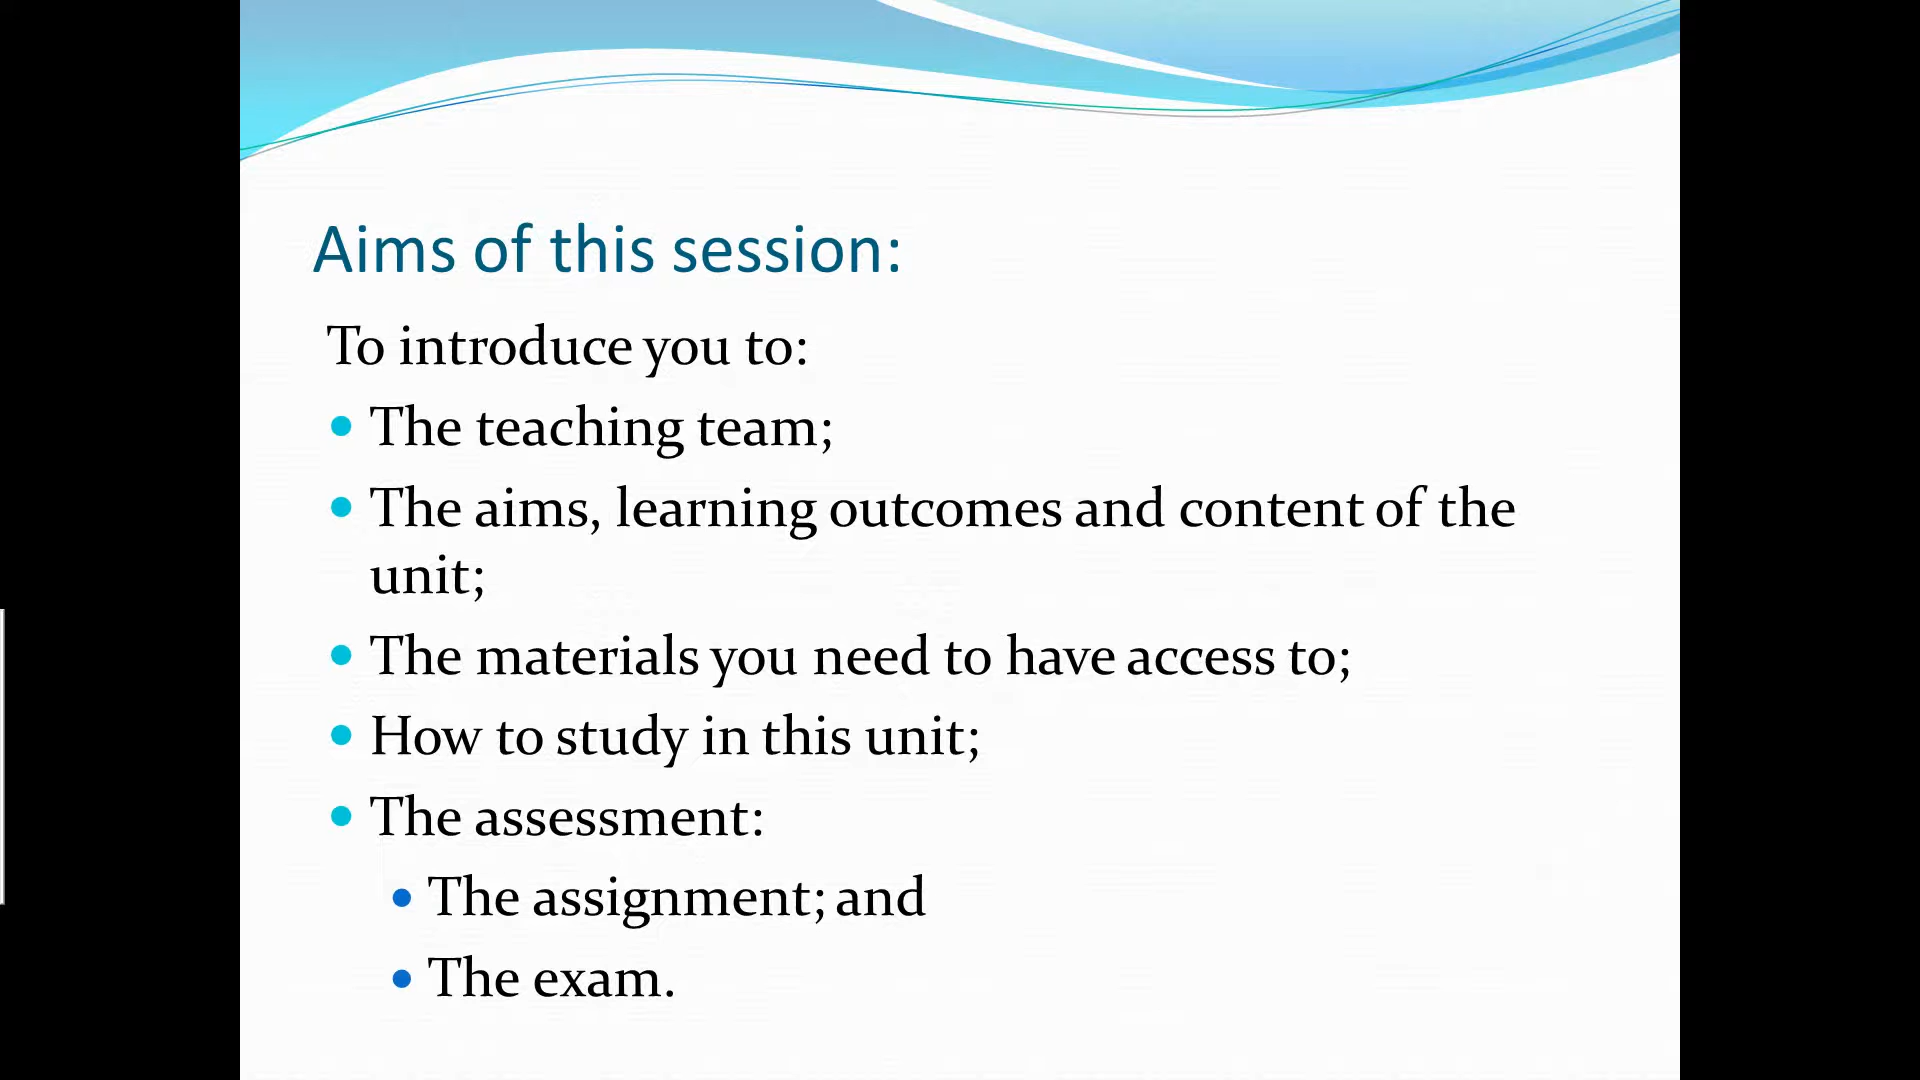 Aims of this session:
To introduce you to:
• The teaching team;
• The aims, learning outcomes and content of the
unit;
• The materials you need to have access to;
• How to study in this unit;
• The assessment:
• The assignment; and
• The exam.